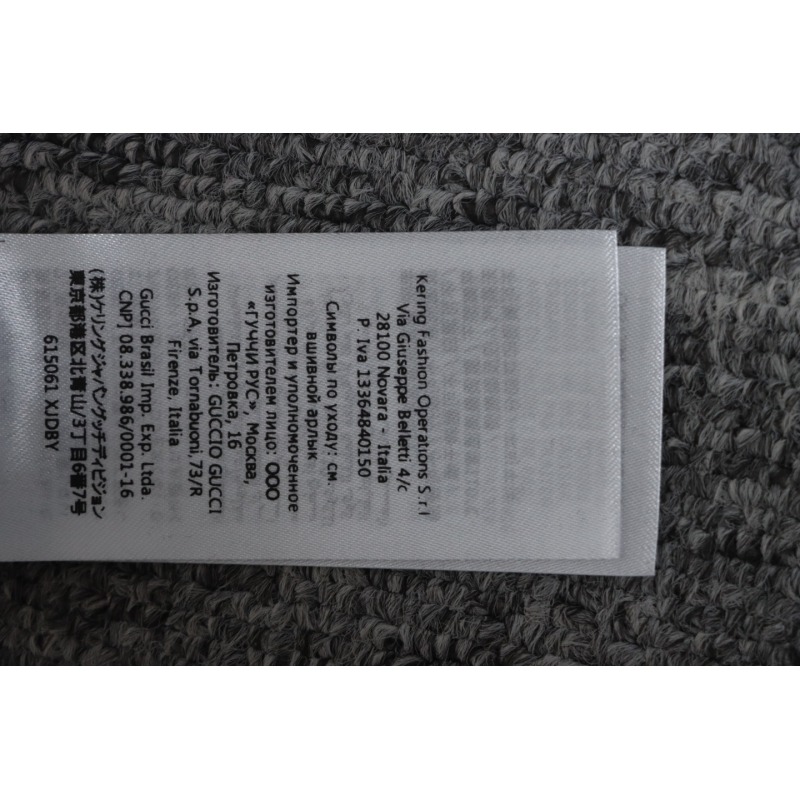 Kering Fashion Operations S.r.l
Via Giuseppe Belletti 4/c
28100 Novara - Italia
P. Iva 13364840150
Символы по уходу: см.
вшивной ярлык
Импортер и уполномоченное
изготовителем лицо: ООО
«ГУЧЧИ РУС», Москва,
Петровка, 16
Изготовитель: GUCCIO GUCCI
S.p.A, via Tornabuoni, 73/R
Firenze, Italia
Gucci Brasil Imp. Exp. Ltda.
CNPJ 08.338.986/0001-16
(株)ケリングジャパングッチディビジョン
東京都港区北青山/3丁目6番7号
615061 XJDBY